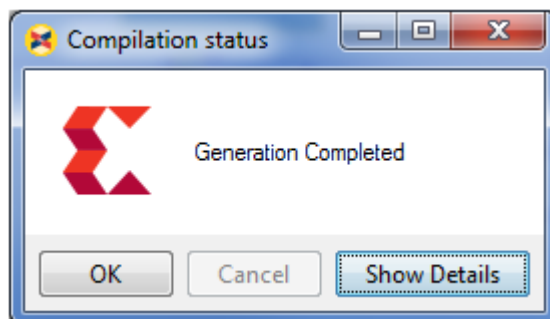 Compilation status
Generation Completed
OK
Cancel
Show Details